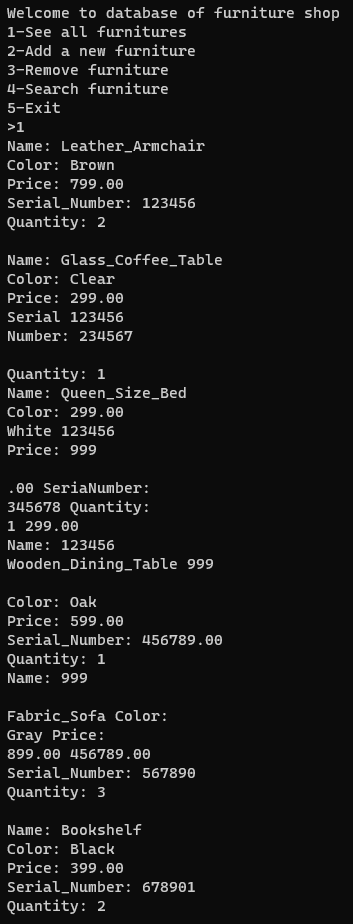 Welcome to database of furniture shop
1-See all furnitures
2-Add a new furniture
3-Remove furniture
4-Search furniture
5-Exit
>1
Name: Leather_Armchair
Color: Brown
Price: 799.00
Serial_Number: 123456
Quantity: 2
Name: Glass_Coffee_Table
Color: Clear
Price: 299.00
Serial 123456
Number: 234567
Quantity: 1
Name: Queen_Size_Bed
Color: 299.00
White 123456
Price: 999
.00 SeriaNumber:
345678 Quantity:
1 299.00
Name: 123456
Wooden_Dining_Table 999
Color: Oak
Price: 599.00
Serial_Number: 456789.00
Quantity: 1
Name: 999
Fabric_Sofa Color:
Gray Price:
899.00 456789.00
Serial_Number: 567890
Quantity: 3
Name: Bookshelf
Color: Black
Price: 399.00
Serial_Number: 678901
Quantity: 2